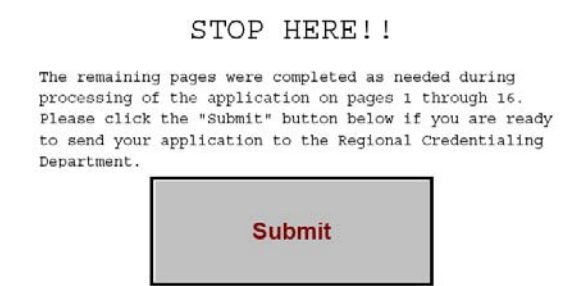 STOP HERE!!
The remaining pages were completed as needed during
processing of the application on pages 1 through 16.
Please click the "Submit" button below if you are ready
to send your application to the Regional Credentialing
Department.
Submit